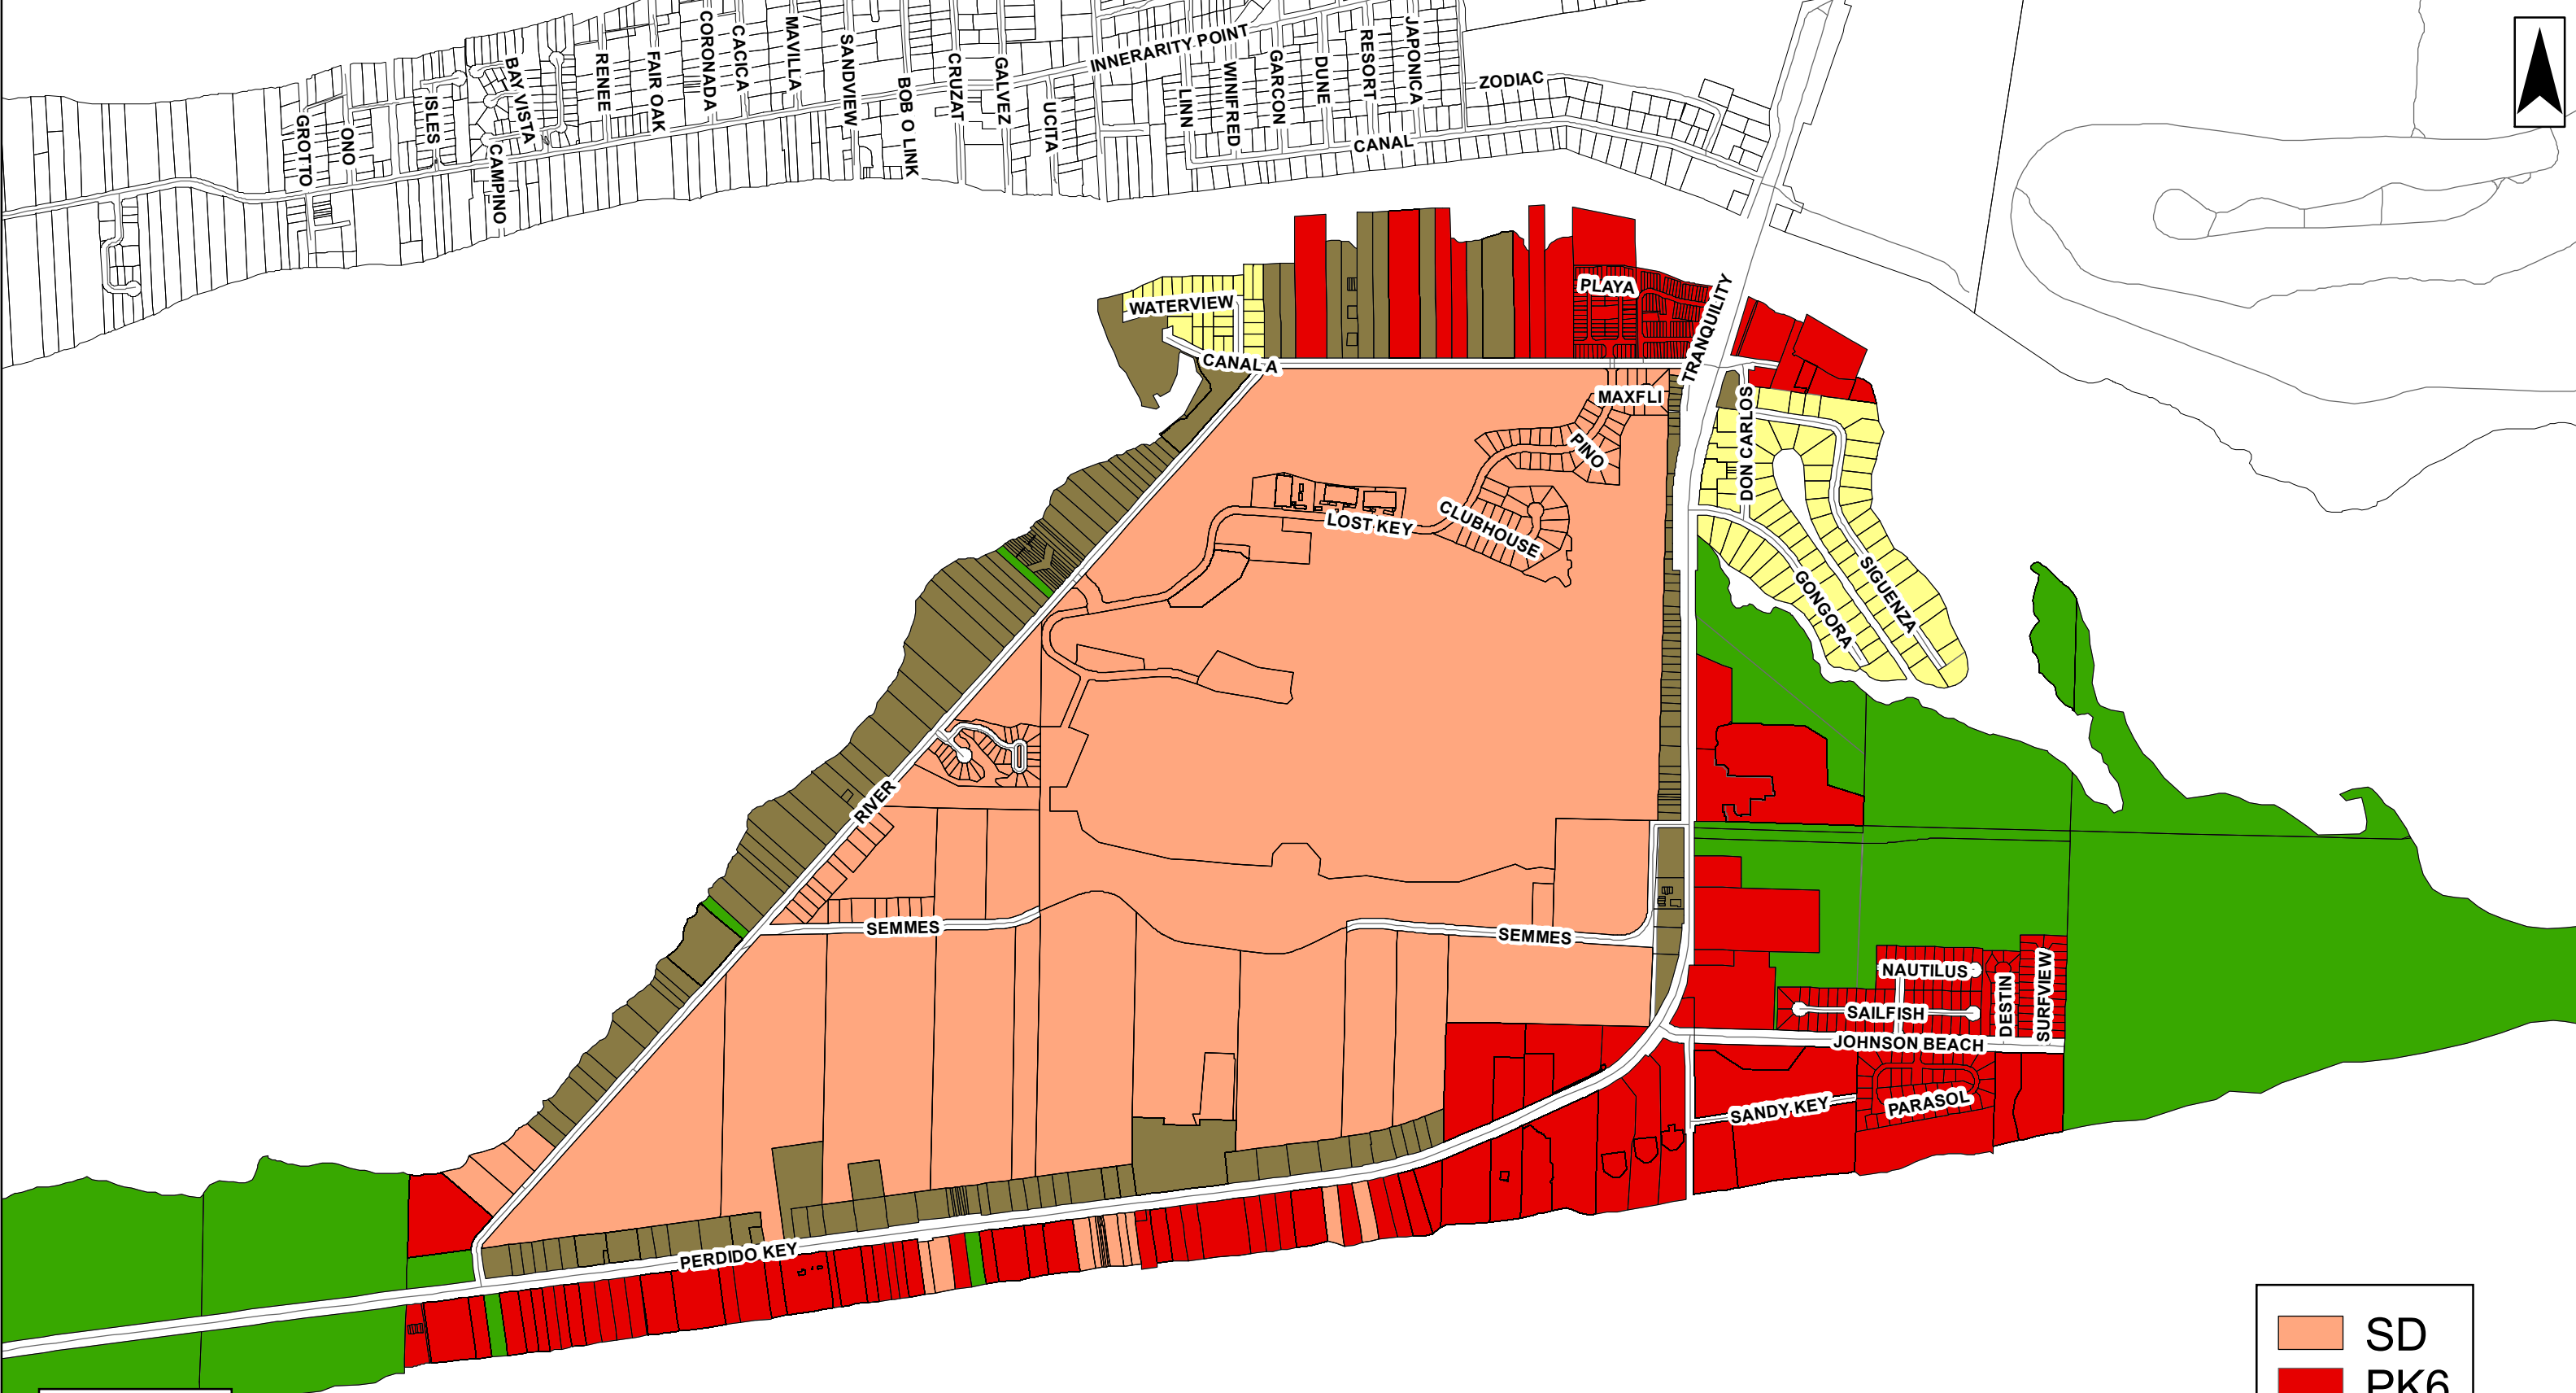 GROTTO
ONO
ISLES
BAY VISTA
CAMPINO
RENEE
FAIR OAK
CORONADA
CACICA
MAVILLA
SANDVIEW
BOB O LINK
CRUZAT
GALVEZ
UCITA
INNERARITY POINT
LINN
WINIFRED
GARCON
DUNE
RESORT
JAPONICA
ZODIAC
CANAL
WATERVIEW
CANAL A
PLAYA
TRANQUILITY
MAXFLI
PINO
DON CARLOS
LOST KEY
CLUBHOUSE
GONGORA
SIGUENZA
RIVER
SEMMES
SEMMES
NAUTILUS
SAILFISH
DESTIN
SURFVIEW
JOHNSON BEACH
SANDY KEY
PARASOL
PERDIDO KEY
SD
PK6